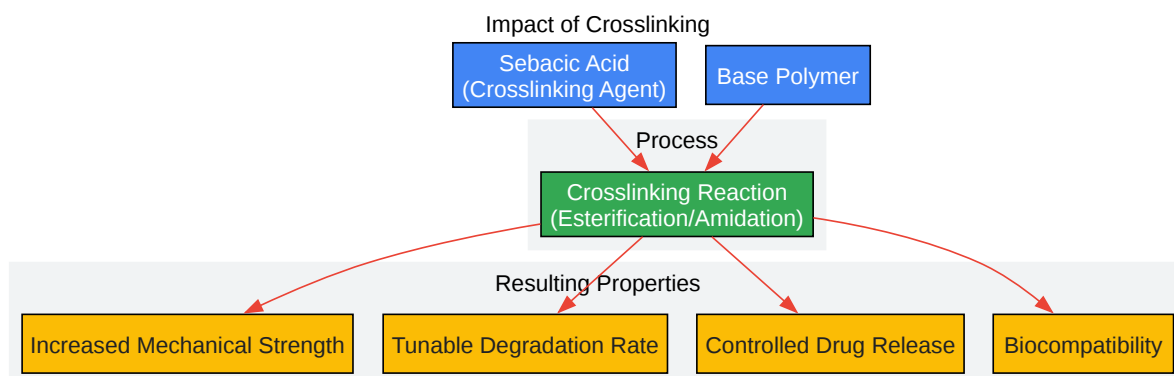 Impact of Crosslinking
Sebacic Acid
(Crosslinking Agent)
Base Polymer
Process
Crosslinking Reaction
(Esterification/Amidation)
Resulting Properties
Increased Mechanical Strength
Tunable Degradation Rate
Controlled Drug Release
Biocompatibility